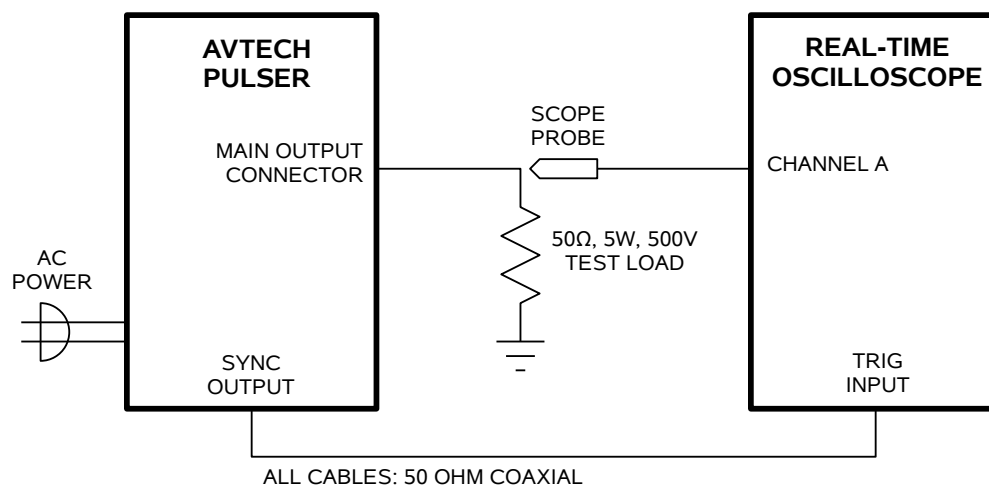 AVTECH
PULSER
REAL-TIME
OSCILLOSCOPE
SCOPE
PROBE
MAIN OUTPUT
CONNECTOR
CHANNEL A
50Ω, 5W, 500V
TEST LOAD
AC
POWER
SYNC
OUTPUT
TRIG
INPUT
ALL CABLES: 50 OHM COAXIAL